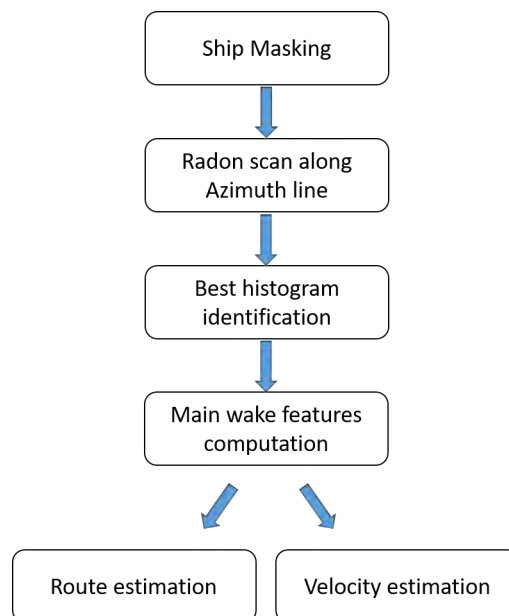 Ship Masking
Radon scan along
Azimuth line
Best histogram
identification
Main wake features
computation
Route estimation
Velocity estimation